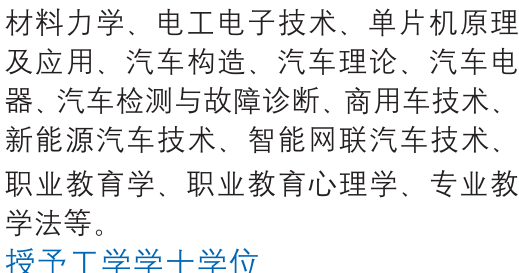 材料力学、电工电子技术、单片机原理
及应用、汽车构造、汽车理论、汽车电
器、汽车检测与故障诊断、商用车技术、
新能源汽车技术、智能网联汽车技术、
职业教育学、职业教育心理学、专业教
学法等。
授予工学学士学位